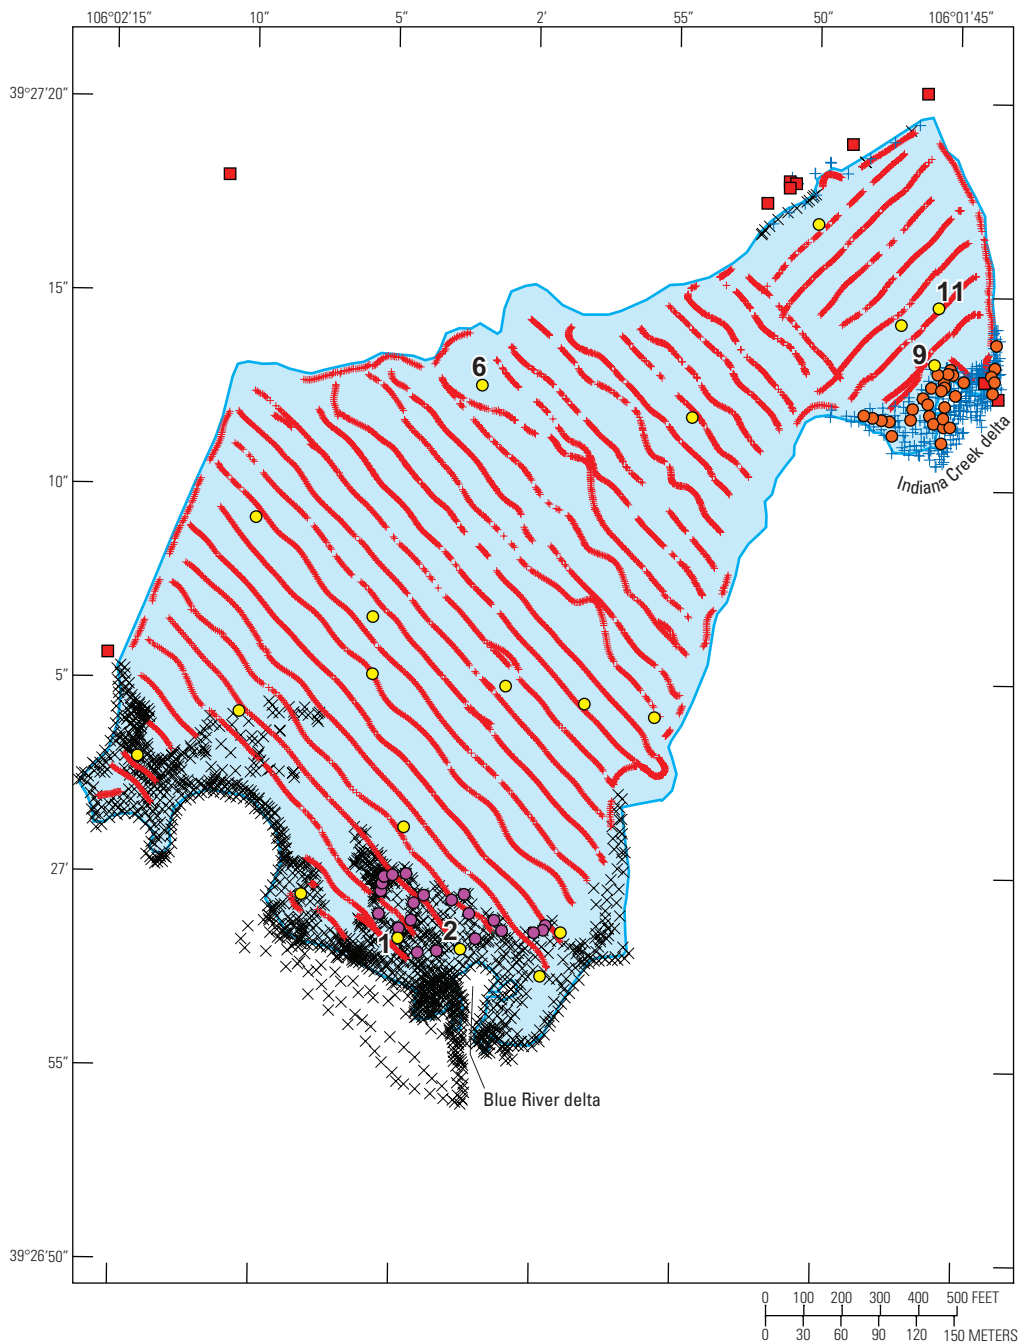 106°02'15" 10" 5" 2' 55" 50" 106°01'45"
39°27'20"
15"
11
9
6
10"
Indiana Creek delta
5"
27'
1
2
55"
Blue River delta
39°26'50"
0 100 200 300 400 500 FEET
0 30 60 90 120 150 METERS